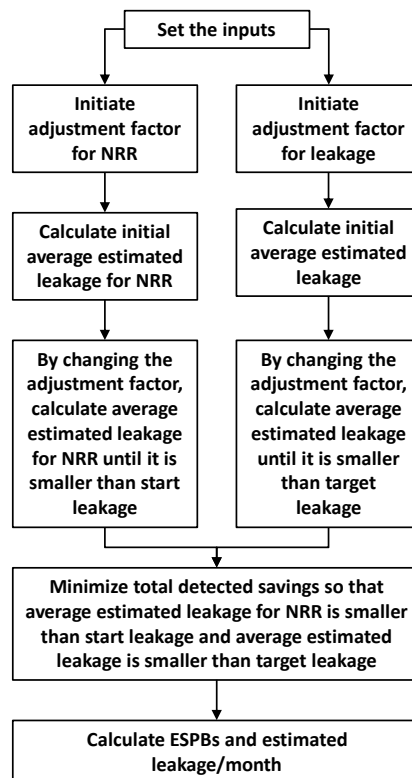 Set the inputs
Initiate
adjustment factor
for NRR
Initiate
adjustment factor
for leakage
Calculate initial
average estimated
leakage for NRR
Calculate initial
average estimated
leakage
By changing the
adjustment factor,
calculate average
estimated leakage
for NRR until it is
smaller than start
leakage
By changing the
adjustment factor,
calculate average
estimated leakage
until it is smaller
than target
leakage
Minimize total detected savings so that
average estimated leakage for NRR is smaller
than start leakage and average estimated
leakage is smaller than target leakage
Calculate ESPBs and estimated
leakage/month